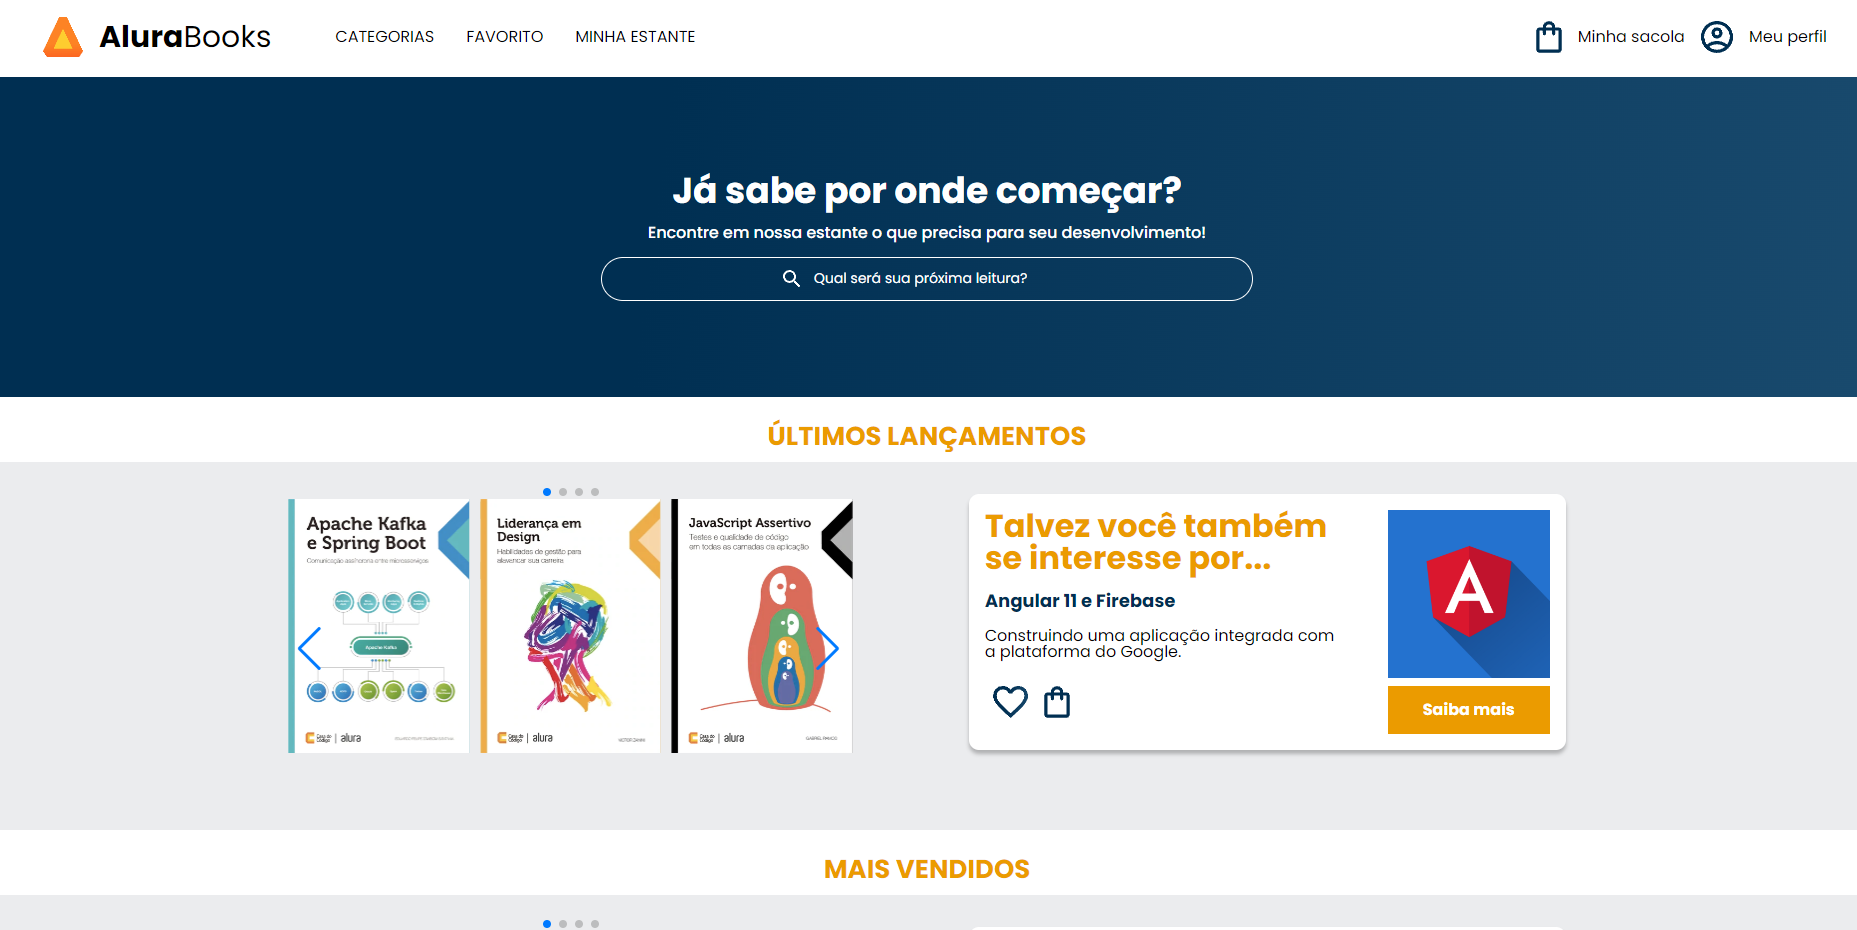 AluraBooks
CATEGORIAS
FAVORITO
MINHA ESTANTE
Minha sacola
Meu perfil
Já sabe por onde começar?
Encontre em nossa estante o que precisa para seu desenvolvimento!
Qual será sua próxima leitura?
ÚLTIMOS LANÇAMENTOS
Apache Kafka
e Spring Boot
Comunicação assíncrona entre microsserviços
Apache Kafka
Casa do
Código
alura
Liderança em
Design
Habilidades de gestão para
alavancar sua carreira
Casa do
Código
alura
JavaScript Assertivo
Testes e qualidade de código
em todas as camadas da aplicação
Casa do
Código
alura
GABRIEL RAMOS
Talvez você também
se interesse por...
Angular 11 e Firebase
Construindo uma aplicação integrada com
a plataforma do Google.
A
Saiba mais
MAIS VENDIDOS